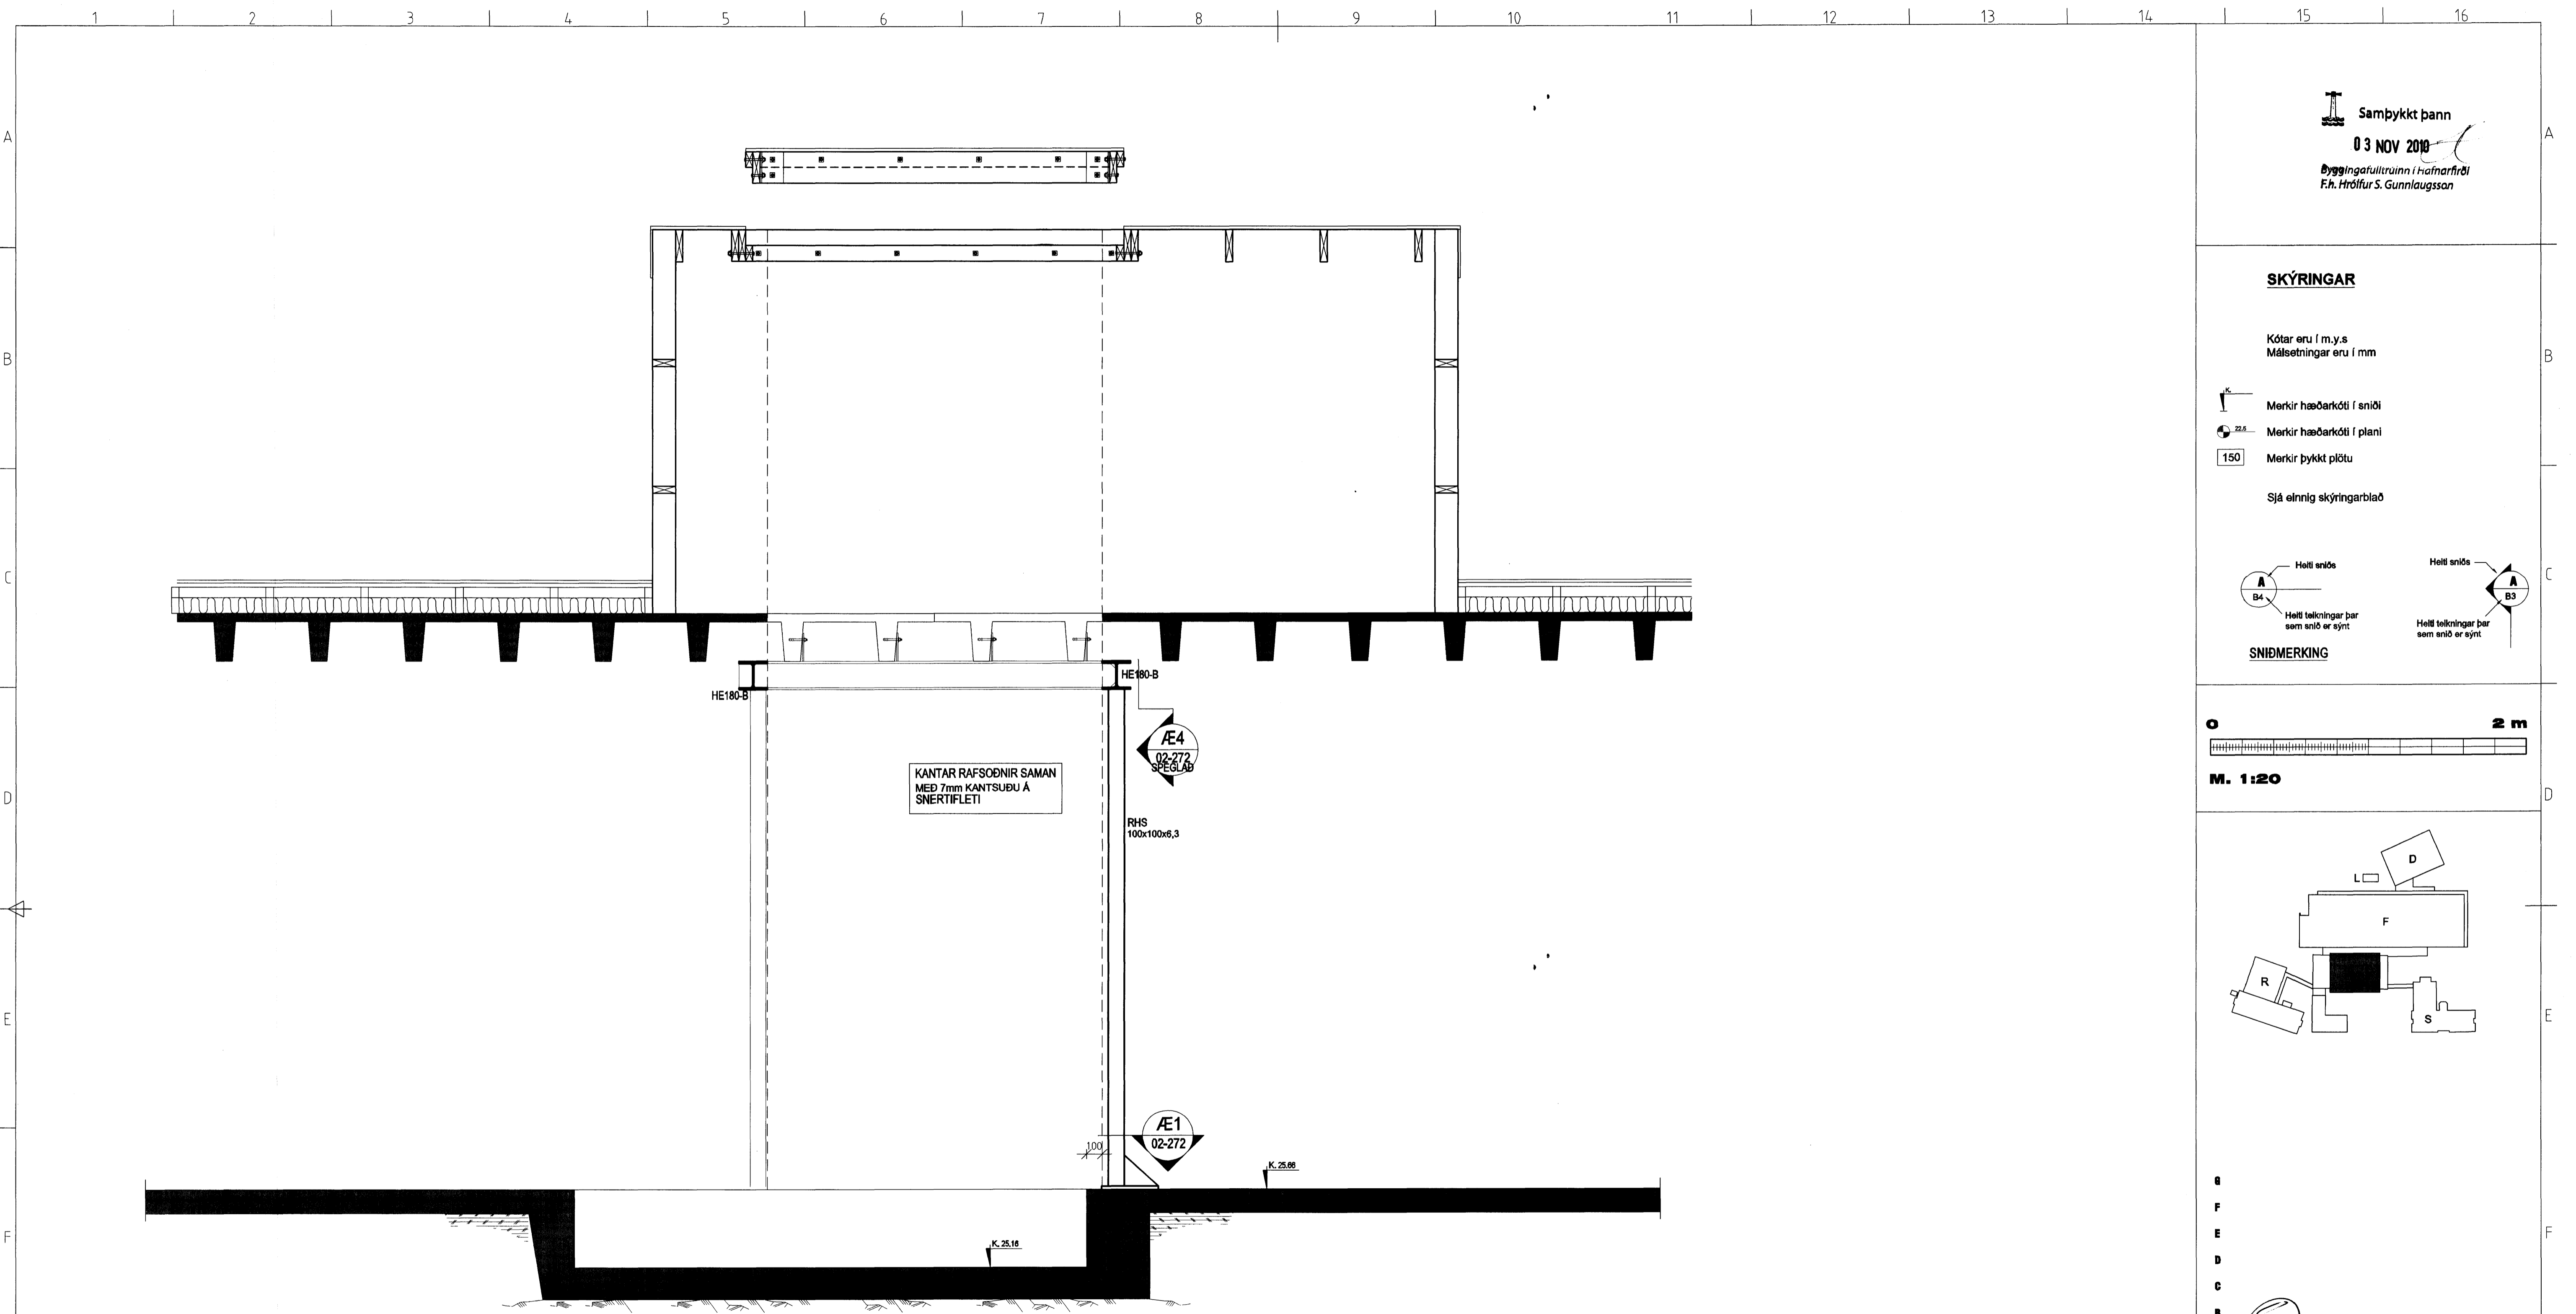 1 2 3 4 5 6 7 8 9 10 11 12 13 14 15 16
A
A
Samþykkt þann
03 NOV 2010
Byggingafulltrúinn í Hafnarfirði
F.h. Hrólfur S. Gunnlaugsson
SKÝRINGAR
Kótar eru í m.y.s
Málsetningar eru í mm
B
B
K.
Merkir hæðarkóti í sniði
22.5
Merkir hæðarkóti í plani
150
Merkir þykkt plötu
Sjá einnig skýringarblað
C
C
Heiti sniðs
A
B4
Heiti teikningar þar
sem snið er sýnt
Heiti sniðs
A
B3
Heiti teikningar þar
sem snið er sýnt
SNIÐMERKING
HE180-B
HE180-B
0 2 m
M. 1:20
Æ4
02-272
SPEGLAÐ
KANTAR RAFSOÐNIR SAMAN
MEÐ 7mm KANTSUÐU Á
SNERTIFLETI
D
D
RHS
100x100x6,3
D
L
F
R
S
E
E
Æ1
02-272
100
K. 25.66
K. 25.16
F
F
G
F
E
D
C
B